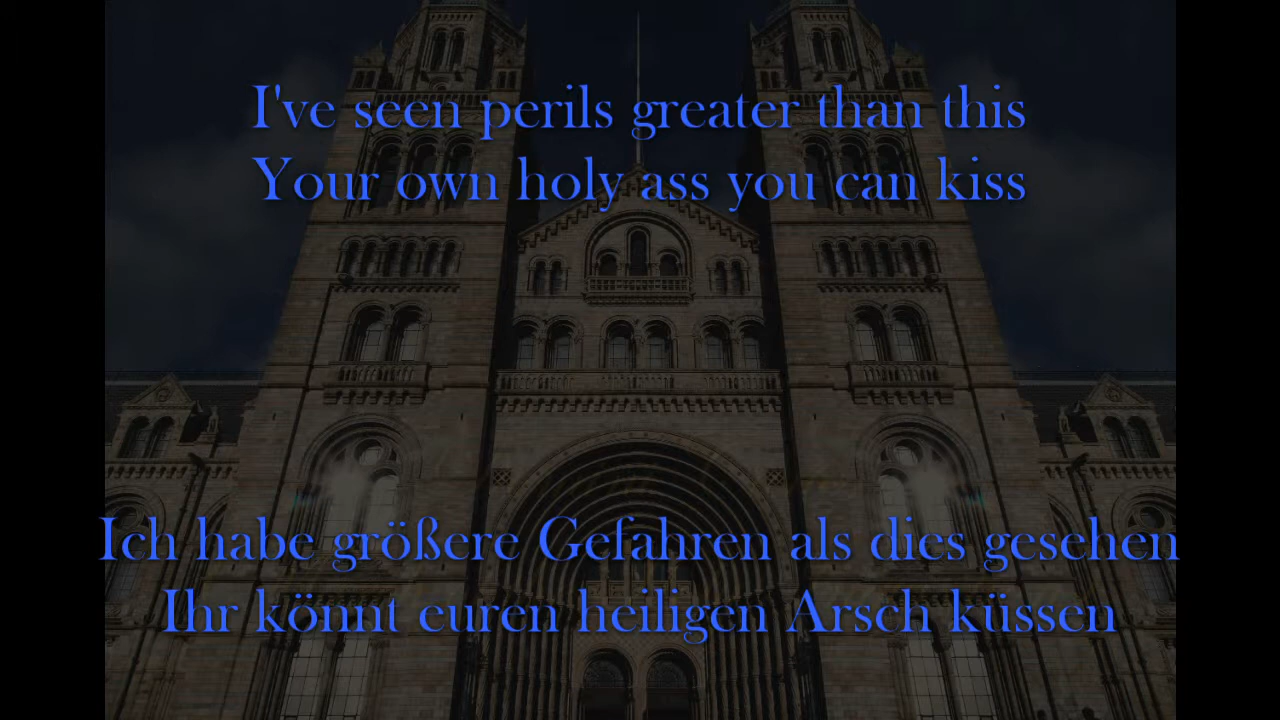 I've seen perils greater than this
Your own holy ass you can kiss
Ich habe größere Gefahren als dies gesehen
Ihr könnt euren heiligen Arsch küssen